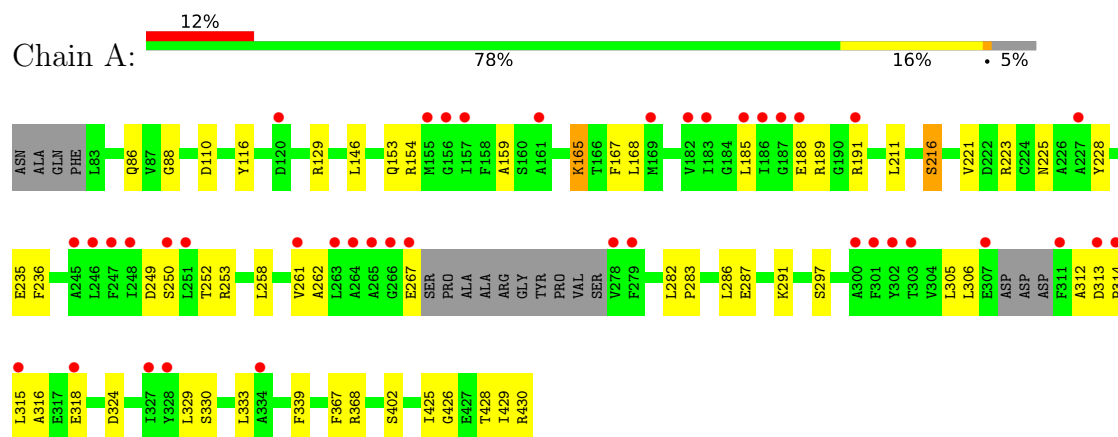 12%
Chain A:
78% 16% • 5%
ASN ALA GLN PHE L83 Q86 V87 G88 D110 Y116 D120 R129 L146 Q153 R154 M155 G156 I157 F158 A159 S160 A161 K165 T166 F167 L168 M169 V182 I183 G184 L185 I186 G187 E188 R189 G190 R191 L211 S216 V221 D222 R223 C224 N225 A226 A227 Y228
E235 F236 A245 L246 F247 I248 D249 S250 L251 T252 R253 L258 V261 A262 L263 A264 A265 G266 E267 SER PRO ALA ALA ARG GLY TYR PRO VAL SER V278 F279 L282 P283 L286 E287 K291 S297 A300 F301 Y302 T303 V304 L305 L306 E307 ASP ASP ASP F311 A312 D313
L315 A316 E317 E318 D324 I327 Y328 L329 S330 L333 A334 F339 F367 R368 S402 I425 G426 E427 T428 I429 R430